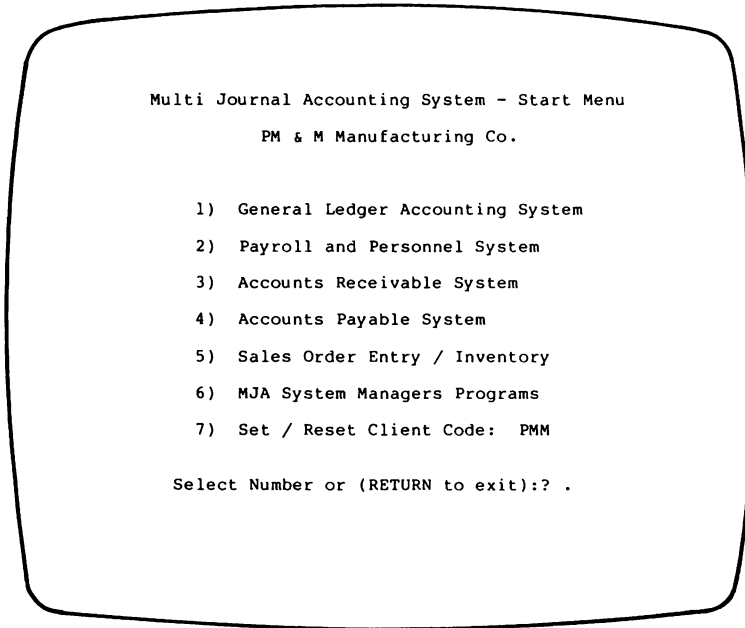 Multi Journal Accounting System - Start Menu
PM & M Manufacturing Co.
1) General Ledger Accounting System
2) Payroll and Personnel System
3) Accounts Receivable System
4) Accounts Payable System
5) Sales Order Entry / Inventory
6) MJA System Managers Programs
7) Set / Reset Client Code: PMM
Select Number or (RETURN to exit):? .